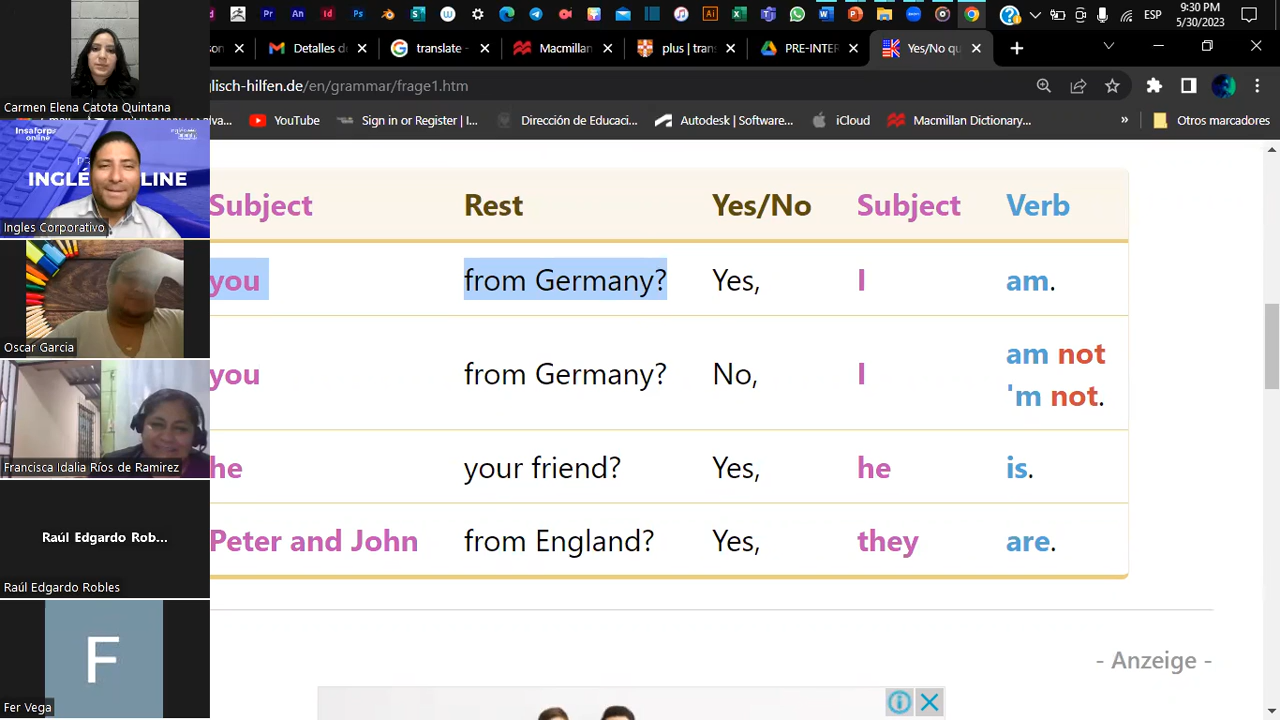 9:30 PM
ESP
5/30/2023
Detalles d
translate -
Macmillan
plus | tran
PRE-INTER
Yes/No qu
glisch-hilfen.de/en/grammar/frage1.htm
YouTube
Sign in or Register | I...
Dirección de Educaci...
Autodesk | Software...
iCloud
Macmillan Dictionary...
»
Otros marcadores
Carmen Elena Catota Quintana
Insaforp
online
INGLÉ
NLINE
Ingles Corporativo
Oscar Garcia
Francisca Idalia Ríos de Ramirez
Raúl Edgardo Rob...
Raúl Edgardo Robles
F
Fer Vega
Subject Rest Yes/No Subject Verb
you from Germany? Yes, I am.
you from Germany? No, I am not
'm not.
he your friend? Yes, he is.
Peter and John from England? Yes, they are.
- Anzeige -